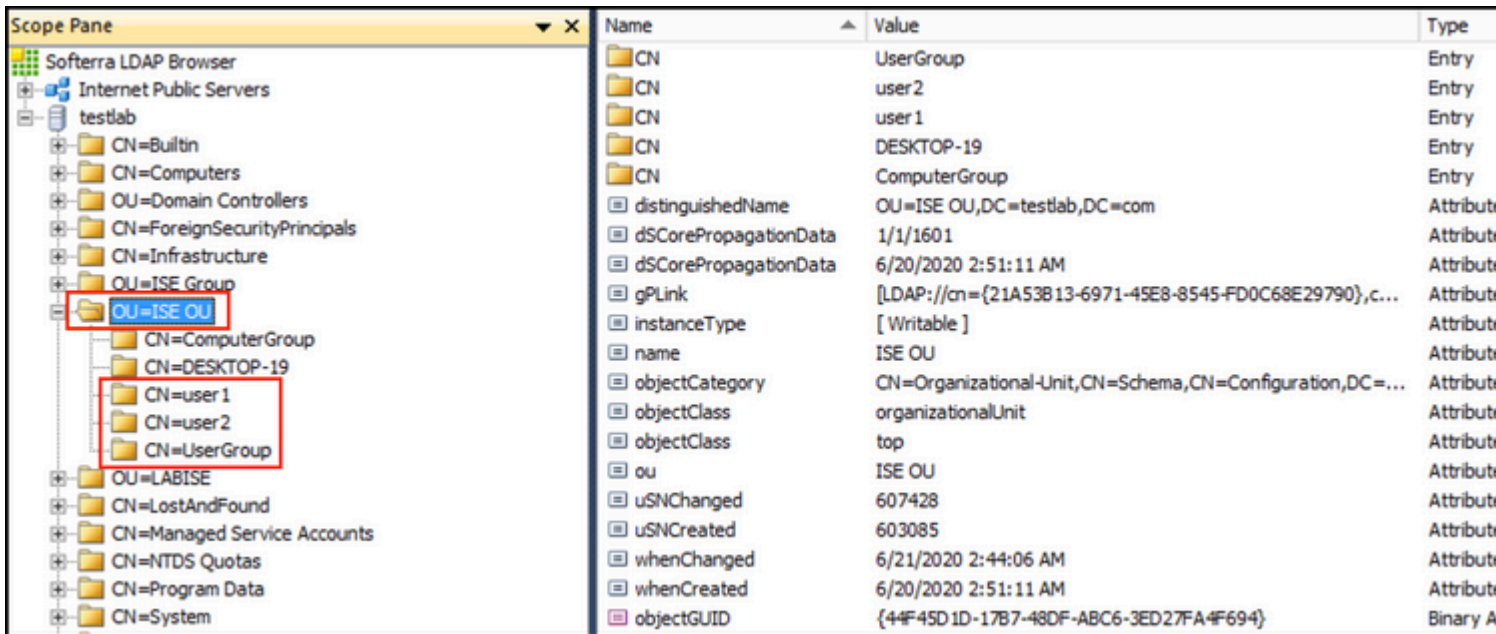 Scope Pane
Softerra LDAP Browser
Internet Public Servers
testlab
CN=Builtin
CN=Computers
OU=Domain Controllers
CN=ForeignSecurityPrincipals
CN=Infrastructure
OU=ISE Group
OU=ISE OU
CN=ComputerGroup
CN=DESKTOP-19
CN=user1
CN=user2
CN=UserGroup
OU=LABISE
CN=LostAndFound
CN=Managed Service Accounts
CN=NTDS Quotas
CN=Program Data
CN=System
Name Value Type
CN UserGroup Entry
CN user2 Entry
CN user1 Entry
CN DESKTOP-19 Entry
CN ComputerGroup Entry
distinguishedName OU=ISE OU,DC=testlab,DC=com Attribute
dSCorePropagationData 1/1/1601 Attribute
dSCorePropagationData 6/20/2020 2:51:11 AM Attribute
gPLink [LDAP://cn={21A53B13-6971-45E8-8545-FD0C68E29790},c... Attribute
instanceType [ Writable ] Attribute
name ISE OU Attribute
objectCategory CN=Organizational-Unit,CN=Schema,CN=Configuration,DC=... Attribute
objectClass organizationalUnit Attribute
objectClass top Attribute
ou ISE OU Attribute
uSNChanged 607428 Attribute
uSNCreated 603085 Attribute
whenChanged 6/21/2020 2:44:06 AM Attribute
whenCreated 6/20/2020 2:51:11 AM Attribute
objectGUID {44F45D1D-17B7-48DF-ABC6-3ED27FA4F694} Binary A